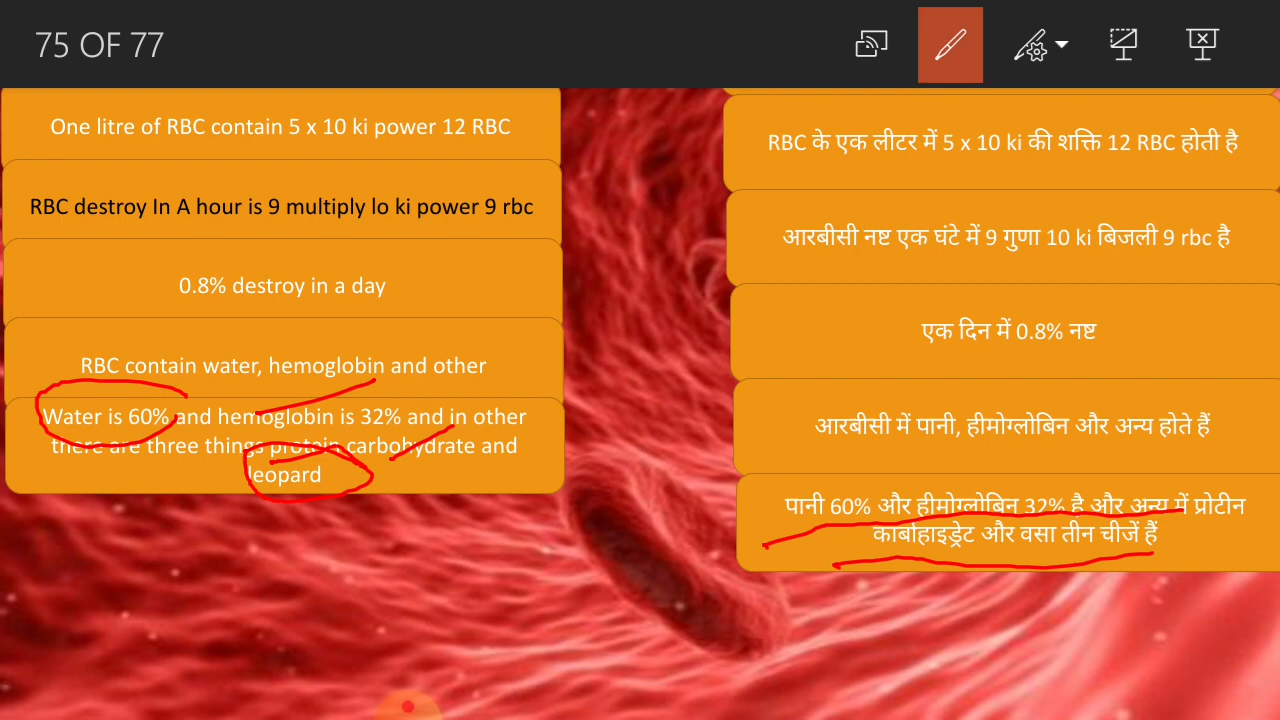 75 OF 77
One litre of RBC contain 5 x 10 ki power 12 RBC
RBC destroy In A hour is 9 multiply lo ki power 9 rbc
0.8% destroy in a day
RBC contain water, hemoglobin and other
Water is 60% and hemoglobin is 32% and in other
there are three things protein carbohydrate and
leopard
RBC के एक लीटर में 5 x 10 ki की शक्ति 12 RBC होती है
आरबीसी नष्ट एक घंटे में 9 गुणा 10 ki बिजली 9 rbc है
एक दिन में 0.8% नष्ट
आरबीसी में पानी, हीमोग्लोबिन और अन्य होते हैं
पानी 60% और हीमोग्लोबिन 32% है और अन्य में प्रोटीन
कार्बोहाइड्रेट और वसा तीन चीजें हैं